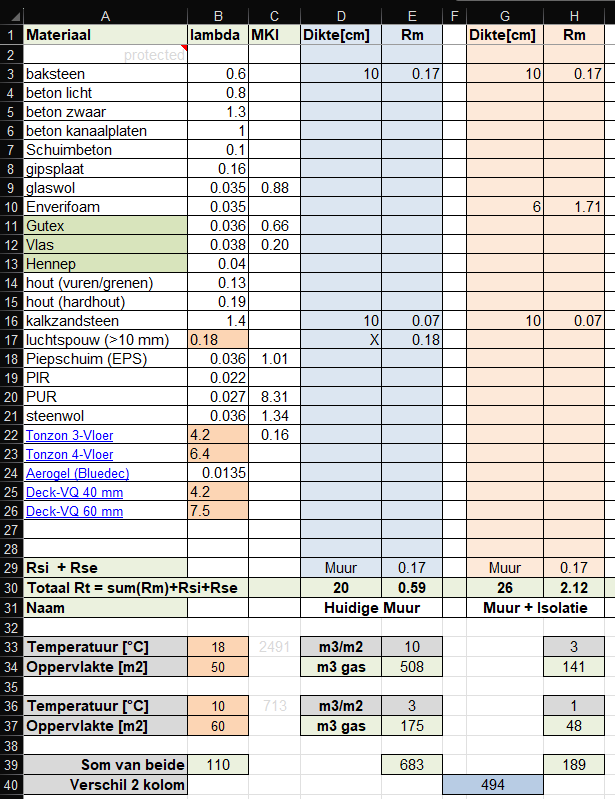 A B C D E F G H
1 Materiaal lambda MKI Dikte[cm] Rm Dikte[cm] Rm
2 protected
3 baksteen 0.6 10 0.17 10 0.17
4 beton licht 0.8
5 beton zwaar 1.3
6 beton kanaalplaten 1
7 Schuimbeton 0.1
8 gipsplaat 0.16
9 glaswol 0.035 0.88
10 Enverifoam 0.035 6 1.71
11 Gutex 0.036 0.66
12 Vlas 0.038 0.20
13 Hennep 0.04
14 hout (vuren/grenen) 0.13
15 hout (hardhout) 0.19
16 kalkzandsteen 1.4 10 0.07 10 0.07
17 luchtspouw (>10 mm) 0.18 X 0.18
18 Piepschuim (EPS) 0.036 1.01
19 PIR 0.022
20 PUR 0.027 8.31
21 steenwol 0.036 1.34
22 Tonzon 3-Vloer 4.2 0.16
23 Tonzon 4-Vloer 6.4
24 Aerogel (Bluedec) 0.0135
25 Deck-VQ 40 mm 4.2
26 Deck-VQ 60 mm 7.5
27
28
29 Rsi + Rse Muur 0.17 Muur 0.17
30 Totaal Rt = sum(Rm)+Rsi+Rse 20 0.59 26 2.12
31 Naam Huidige Muur Muur + Isolatie
32
33 Temperatuur [°C] 18 2491 m3/m2 10 3
34 Oppervlakte [m2] 50 m3 gas 508 141
35
36 Temperatuur [°C] 10 713 m3/m2 3 1
37 Oppervlakte [m2] 60 m3 gas 175 48
38
39 Som van beide 110 683 189
40 Verschil 2 kolom 494